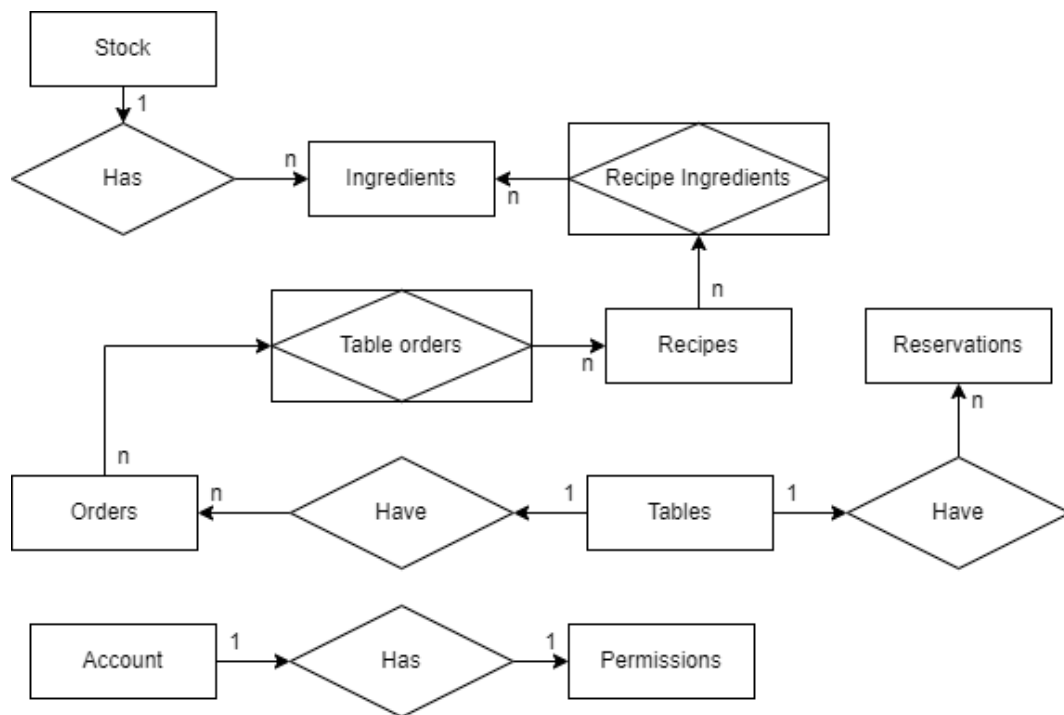 Stock
1
Has
n
Ingredients
n
Recipe Ingredients
n
Table orders
n
Recipes
Reservations
n
n
Orders
n
Have
1
Tables
1
Have
Account
1
Has
1
Permissions